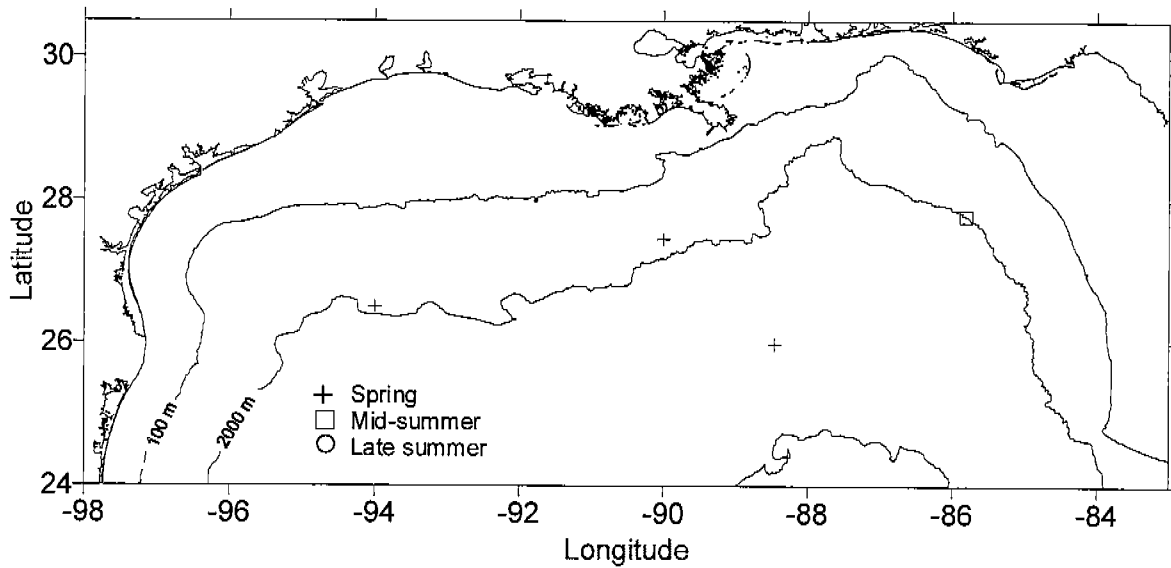 30
28
26
24
Latitude
100 m
2000 m
Spring
Mid-summer
Late summer
-98 -96 -94 -92 -90 -88 -86 -84
Longitude